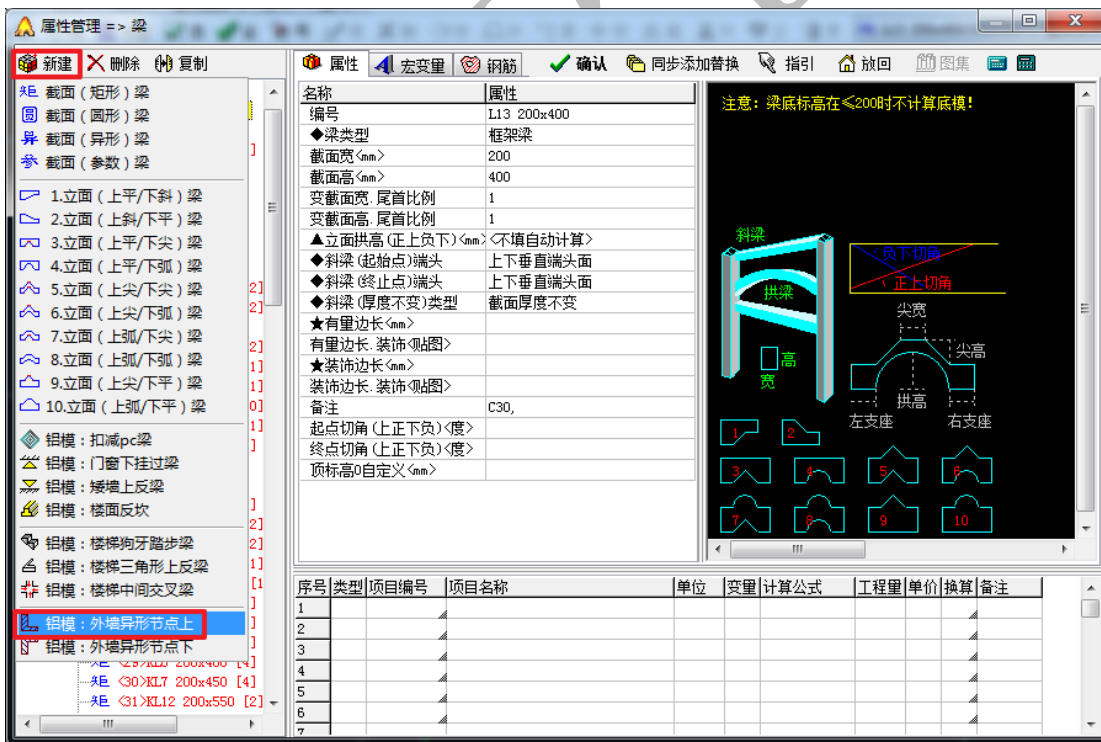 属性管理 => 梁
新建 删除 复制
属性 宏变量 钢筋 确认 同步添加替换 指引 放回 图集
矩 截面（矩形）梁
圆 截面（圆形）梁
异 截面（异形）梁
参 截面（参数）梁
1.立面（上平/下斜）梁
2.立面（上斜/下平）梁
3.立面（上平/下尖）梁
4.立面（上平/下弧）梁
5.立面（上尖/下尖）梁
6.立面（上尖/下弧）梁
7.立面（上弧/下尖）梁
8.立面（上弧/下弧）梁
9.立面（上尖/下平）梁
10.立面（上弧/下平）梁
铝模：扣减pc梁
铝模：门窗下挂过梁
铝模：矮墙上反梁
铝模：楼面反坎
铝模：楼梯狗牙踏步梁
铝模：楼梯三角形上反梁
铝模：楼梯中间交叉梁
铝模：外墙异形节点上
铝模：外墙异形节点下
矩 <30>KL7 200x450 [4]
矩 <31>KL12 200x550 [2]
名称 属性
编号 L13 200x400
◆梁类型 框架梁
截面宽<mm> 200
截面高<mm> 400
变截面宽.尾首比例 1
变截面高.尾首比例 1
▲立面拱高(正上负下)<mm> <不填自动计算>
◆斜梁(起始点)端头 上下垂直端头面
◆斜梁(终止点)端头 上下垂直端头面
◆斜梁(厚度不变)类型 截面厚度不变
★有量边长<mm>
有量边长.装饰<贴图>
★装饰边长<mm>
装饰边长.装饰<贴图>
备注 C30,
起点切角(上正下负)<度>
终点切角(上正下负)<度>
顶标高0自定义<mm>
注意：梁底标高在≤200时不计算底模！
斜梁
拱梁
高
宽
负下切角
正上切角
尖宽
尖高
拱高
左支座 右支座
1 2
3 4 5 6
7 8 9 10
序号 类型 项目编号 项目名称 单位 变量 计算公式 工程量 单价 换算 备注
1
2
3
4
5
6
7